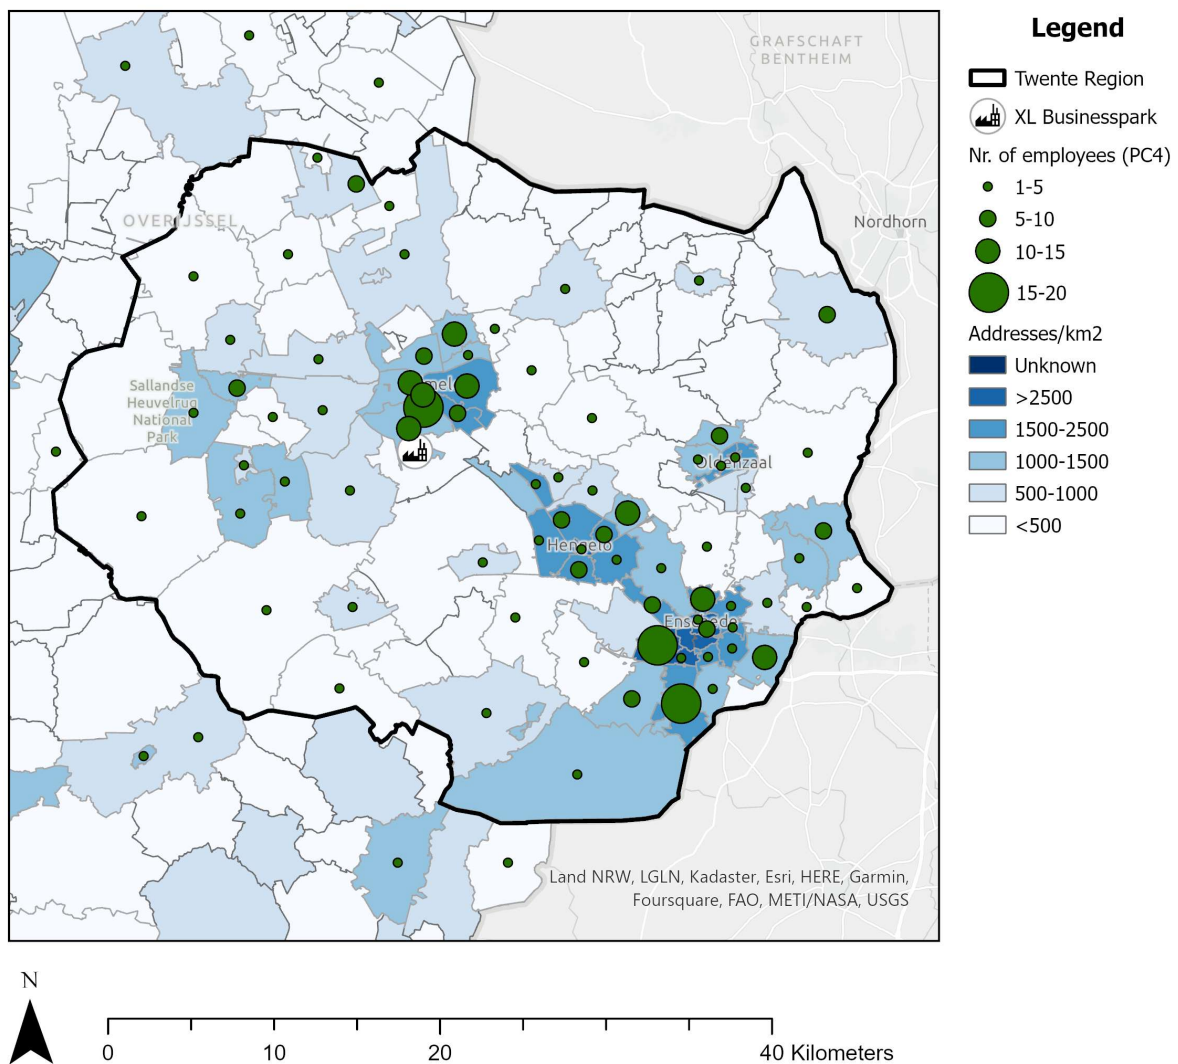 GRAFSCHAFT
BENTHEIM
Nordhorn
OVERIJSSEL
Sallandse
Heuvelrug
National
Park
mel
Oldenzaal
Hengelo
Enschede
Land NRW, LGLN, Kadaster, Esri, HERE, Garmin,
Foursquare, FAO, METI/NASA, USGS
Legend
Twente Region
XL Businesspark
Nr. of employees (PC4)
1-5
5-10
10-15
15-20
Addresses/km2
Unknown
>2500
1500-2500
1000-1500
500-1000
<500
N
0 10 20 40 Kilometers